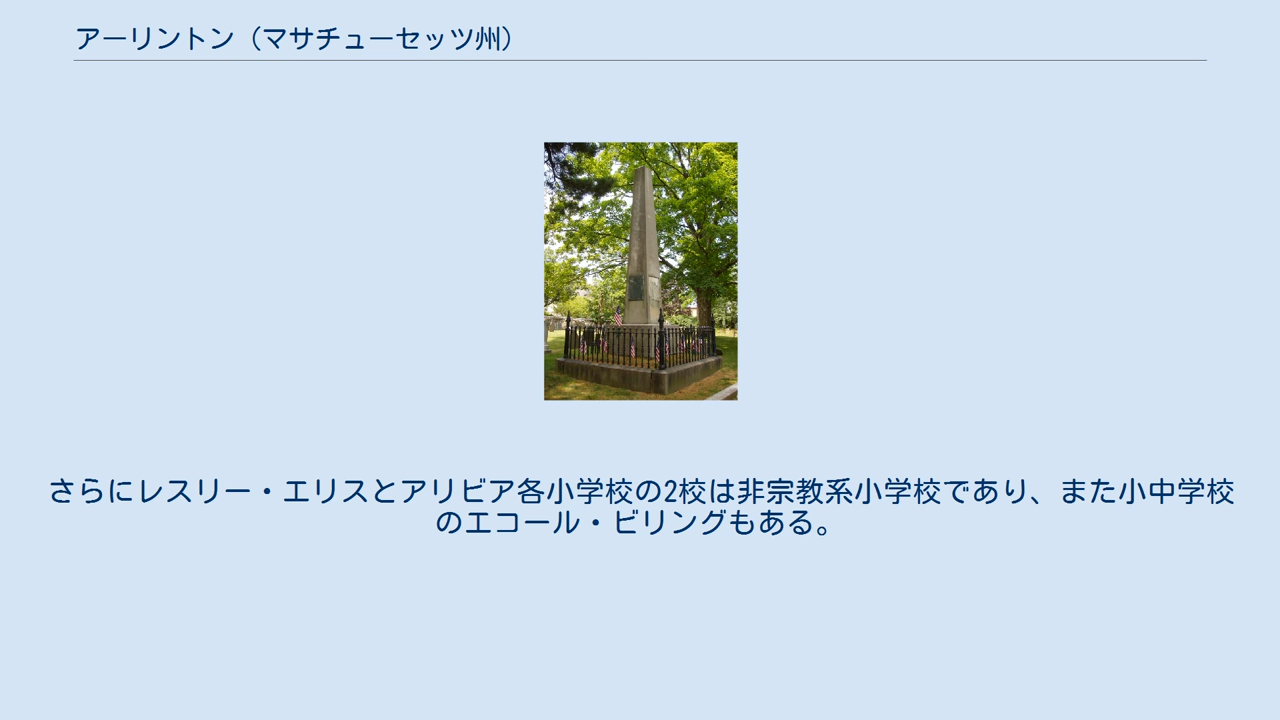 アーリントン（マサチューセッツ州）
さらにレスリー・エリスとアリビア各小学校の2校は非宗教系小学校であり、また小中学校
のエコール・ビリングもある。